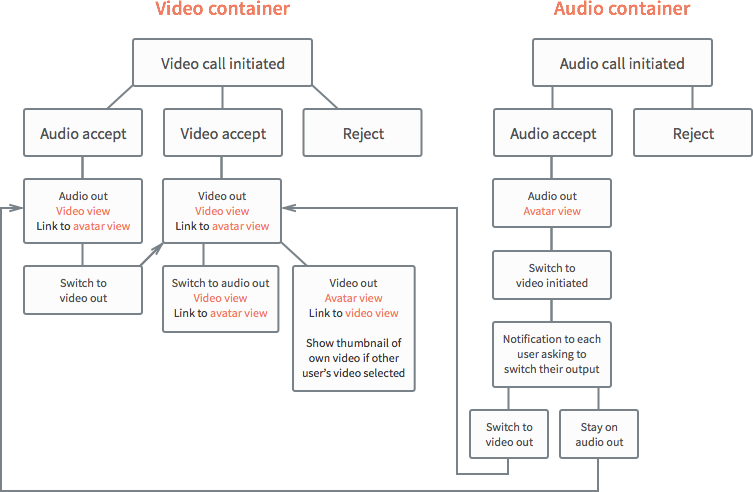 Video container
Audio container
Video call initiated
Audio call initiated
Audio accept
Video accept
Reject
Audio accept
Reject
Audio out
Video view
Link to avatar view
Video out
Video view
Link to avatar view
Audio out
Avatar view
Switch to
video out
Switch to audio out
Video view
Link to avatar view
Video out
Avatar view
Link to video view
Show thumbnail of
own video if other
user's video selected
Switch to
video initiated
Notification to each
user asking to
switch their output
Switch to
video out
Stay on
audio out